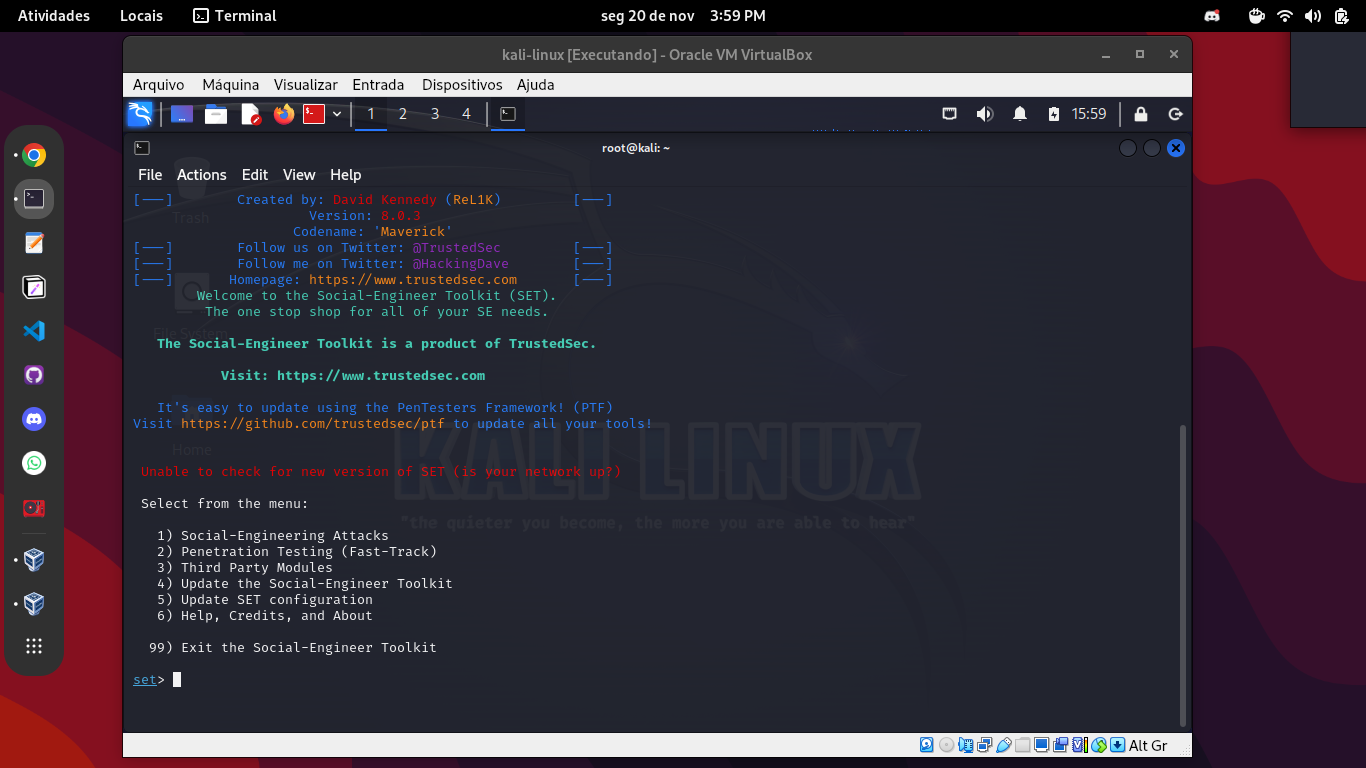 Atividades Locais Terminal seg 20 de nov 3:59 PM
kali-linux [Executando] - Oracle VM VirtualBox
Arquivo Máquina Visualizar Entrada Dispositivos Ajuda
1 2 3 4 15:59
root@kali: ~
File Actions Edit View Help
[---] Created by: David Kennedy (ReL1K) [---]
Version: 8.0.3
Trash
Codename: 'Maverick'
[---] Follow us on Twitter: @TrustedSec [---]
[---] Follow me on Twitter: @HackingDave [---]
[---] Homepage: https://www.trustedsec.com [---]
Welcome to the Social-Engineer Toolkit (SET).
The one stop shop for all of your SE needs.
File System
The Social-Engineer Toolkit is a product of TrustedSec.
Visit: https://www.trustedsec.com
It's easy to update using the PenTesters Framework! (PTF)
Visit https://github.com/trustedsec/ptf to update all your tools!
Home
KALI LINUX
"the quieter you become, the more you are able to hear"
Unable to check for new version of SET (is your network up?)
Select from the menu:
1) Social-Engineering Attacks
2) Penetration Testing (Fast-Track)
3) Third Party Modules
4) Update the Social-Engineer Toolkit
5) Update SET configuration
6) Help, Credits, and About
99) Exit the Social-Engineer Toolkit
set>
Alt Gr